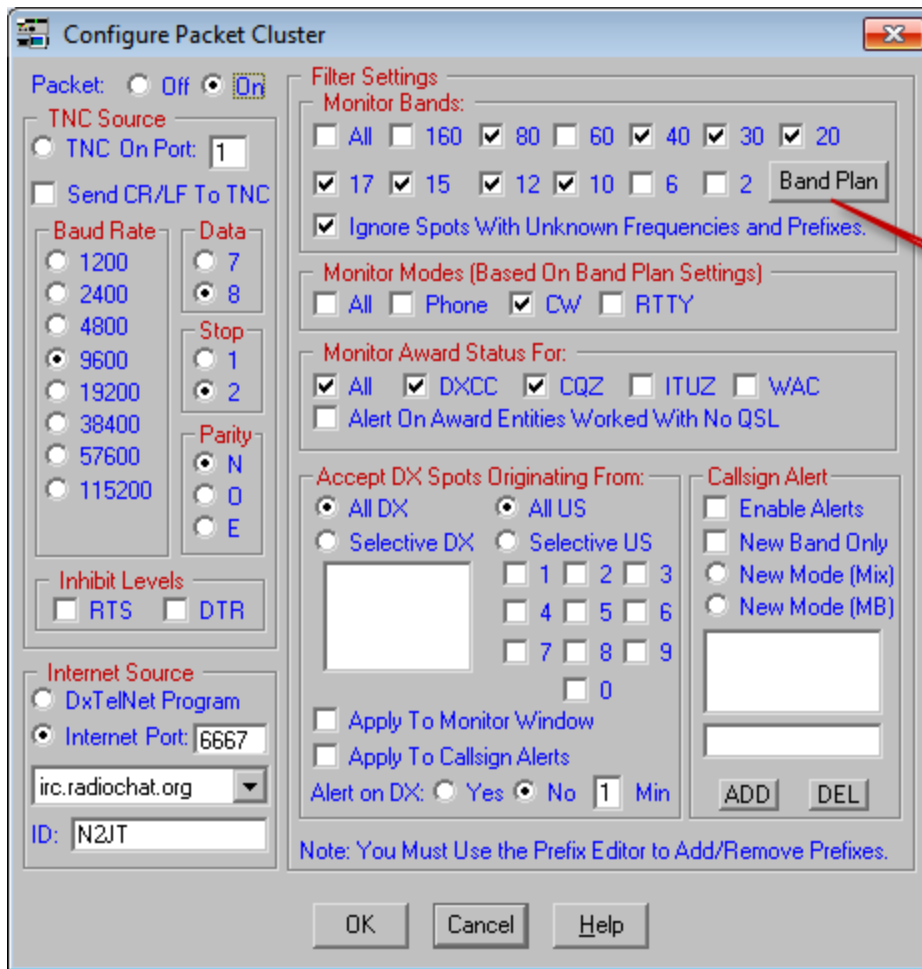 Configure Packet Cluster
Packet: Off On
TNC Source
TNC On Port: 1
Send CR/LF To TNC
Baud Rate
1200
2400
4800
9600
19200
38400
57600
115200
Data
7
8
Stop
1
2
Parity
N
O
E
Inhibit Levels
RTS DTR
Internet Source
DxTelNet Program
Internet Port: 6667
irc.radiochat.org
ID: N2JT
Filter Settings
Monitor Bands:
All 160 80 60 40 30 20
17 15 12 10 6 2 Band Plan
Ignore Spots With Unknown Frequencies and Prefixes.
Monitor Modes (Based On Band Plan Settings)
All Phone CW RTTY
Monitor Award Status For:
All DXCC CQZ ITUZ WAC
Alert On Award Entities Worked With No QSL
Accept DX Spots Originating From:
All DX All US
Selective DX Selective US
1 2 3
4 5 6
7 8 9
0
Apply To Monitor Window
Apply To Callsign Alerts
Alert on DX: Yes No 1 Min
Callsign Alert
Enable Alerts
New Band Only
New Mode (Mix)
New Mode (MB)
ADD DEL
Note: You Must Use the Prefix Editor to Add/Remove Prefixes.
OK Cancel Help